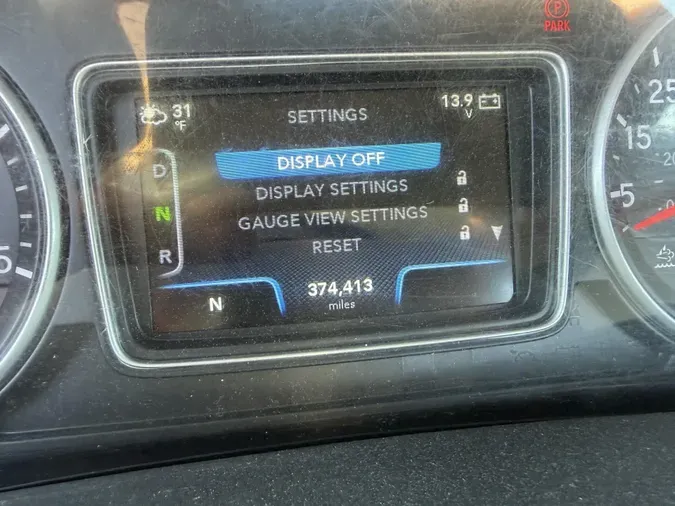 PARK
31
°F
SETTINGS
13.9
V
D
DISPLAY OFF
DISPLAY SETTINGS
N
GAUGE VIEW SETTINGS
R
RESET
N
374,413
miles
25
15
5